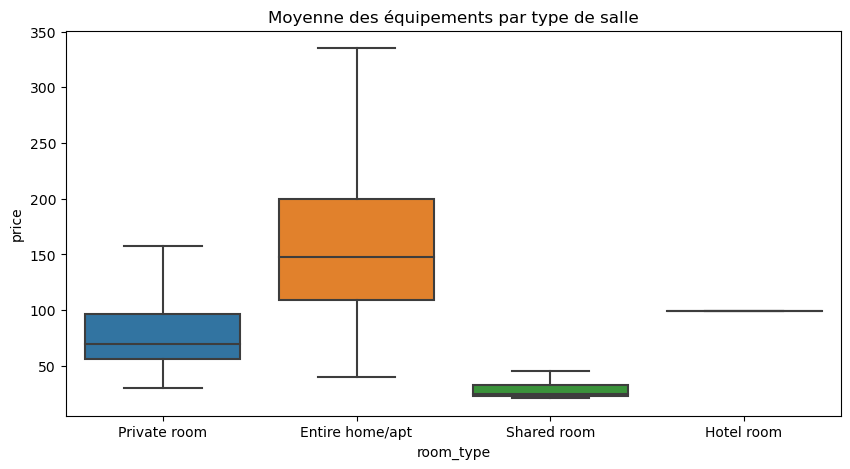 Moyenne des équipements par type de salle
350
300
250
200
150
100
50
price
Private room
Entire home/apt
Shared room
Hotel room
room_type